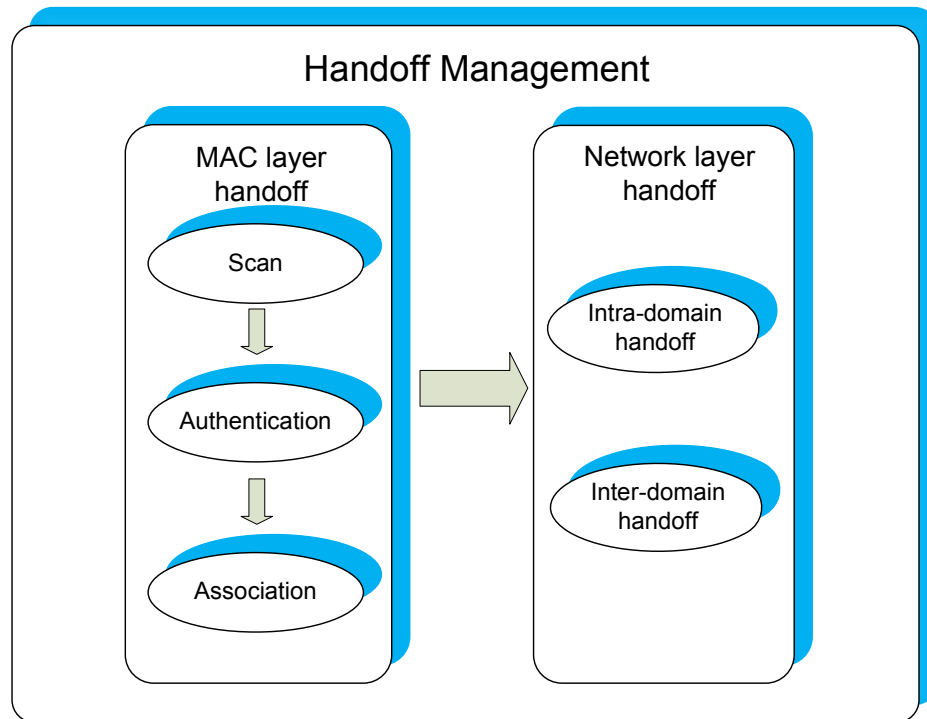 Handoff Management
MAC layer
handoff
Scan
Authentication
Association
Network layer
handoff
Intra-domain
handoff
Inter-domain
handoff